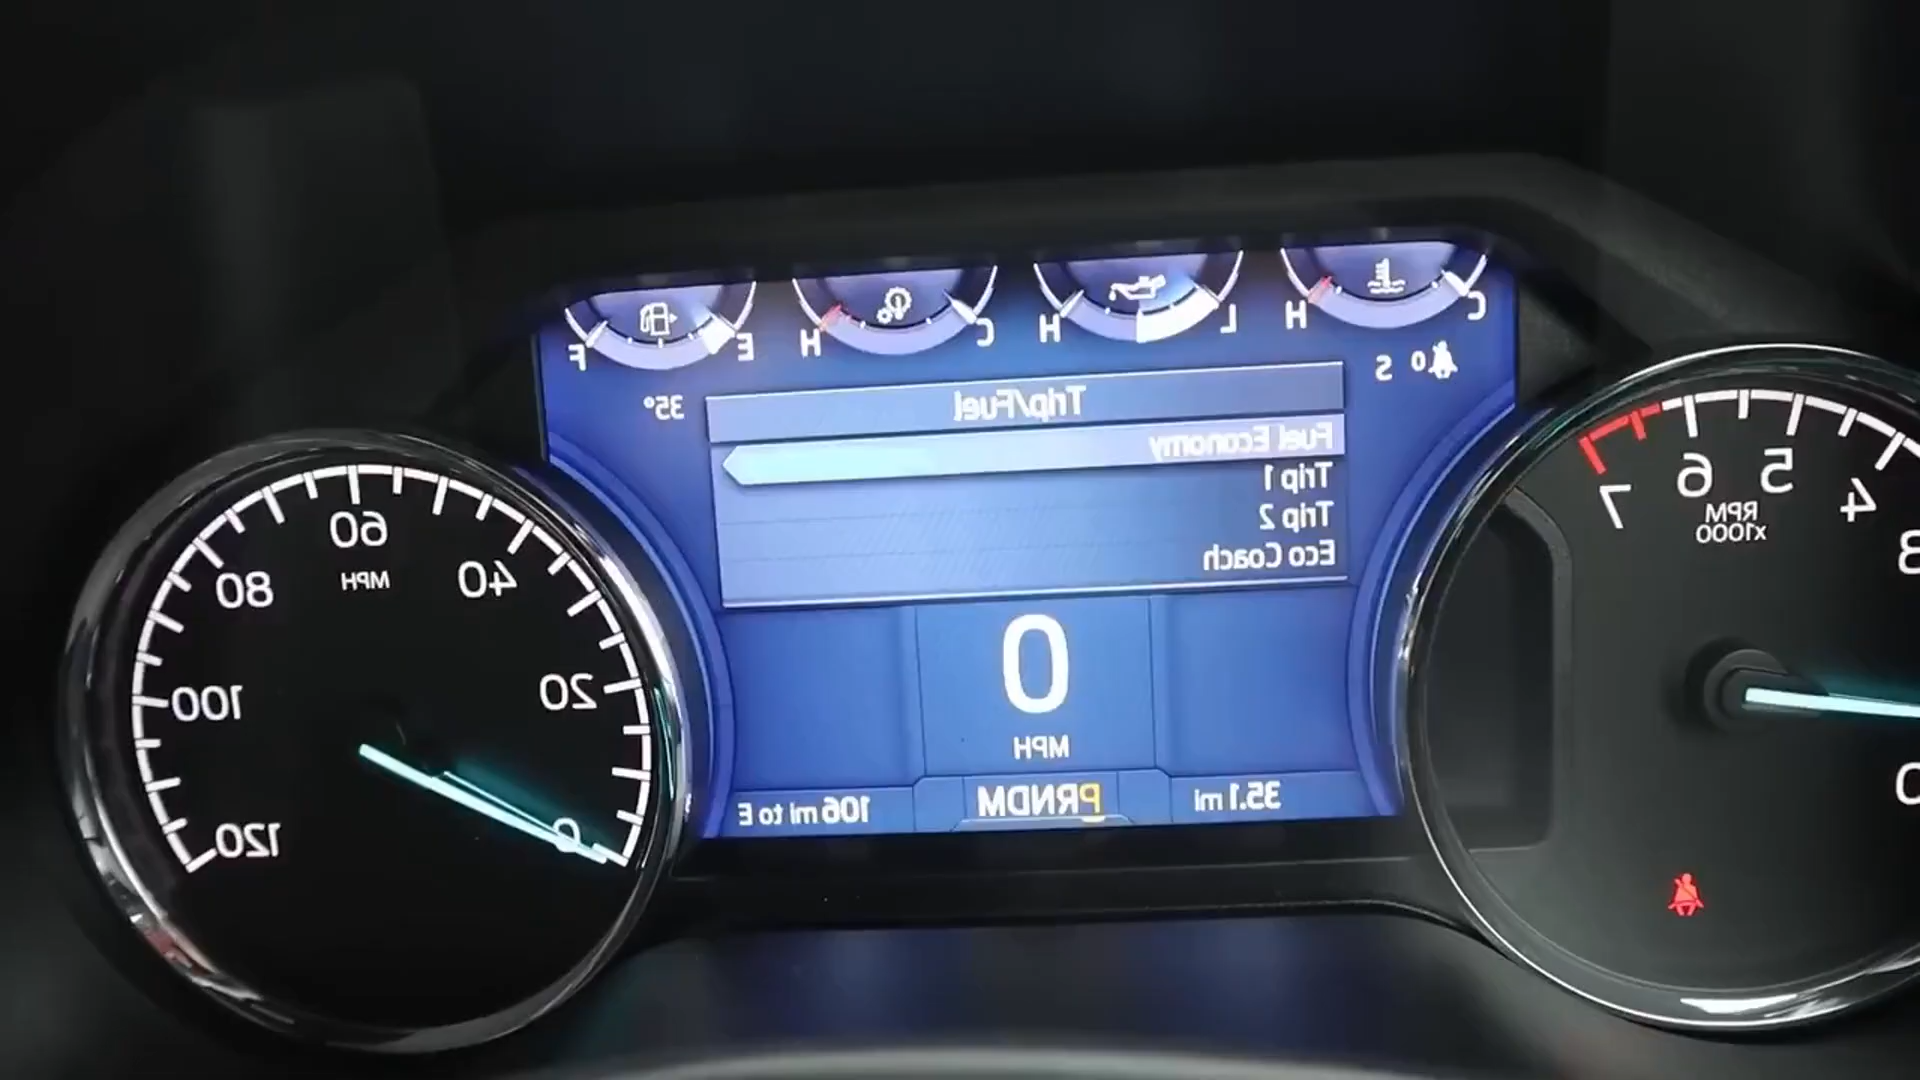 C H
L H
C H
E F
0 S
35°
Trip/Fuel
Fuel Economy
Trip 1
Trip 2
Eco Coach
0
MPH
35.1 mi
PRNDM
106 mi to E
0
3
4
5
6
7
RPM
x1000
0
20
40
60
80
100
120
MPH